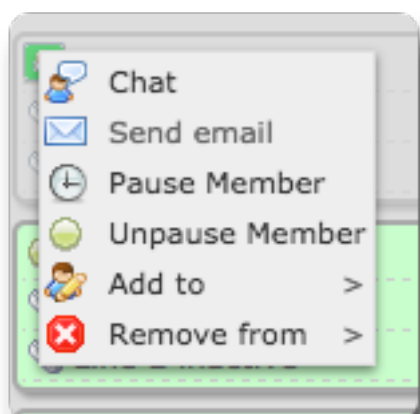 Chat
Send email
Pause Member
Unpause Member
Add to >
Remove from >